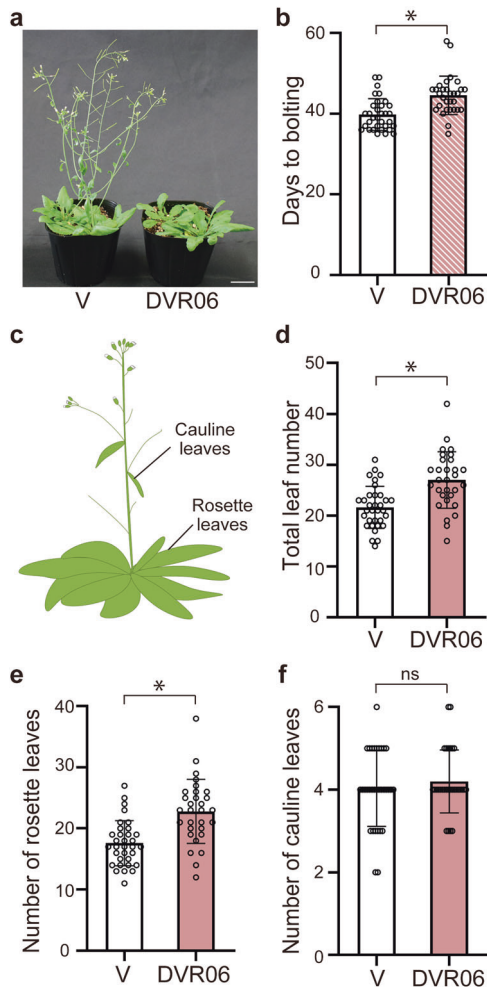 a
V
DVR06
b
*
Days to bolting
60
40
20
0
V
DVR06
c
Cauline
leaves
Rosette
leaves
d
*
Total leaf number
50
40
30
20
10
0
V
DVR06
e
*
Number of rosette leaves
40
30
20
10
0
V
DVR06
f
ns
Number of cauline leaves
6
4
2
0
V
DVR06